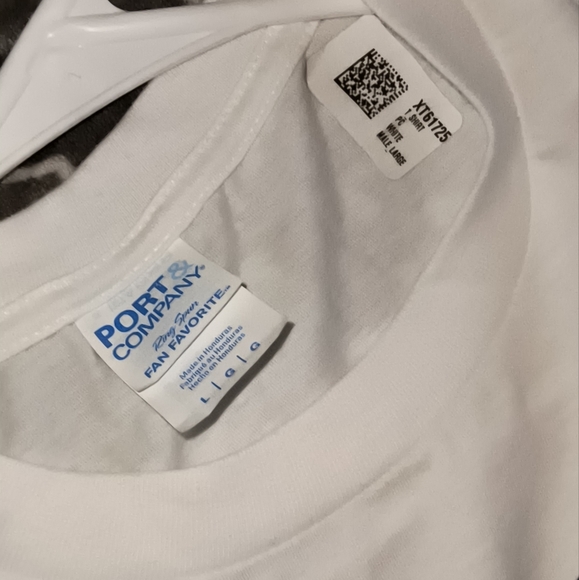 XT61725
T SHIRT
PC
WHITE
MALE_LARGE
PORT &
COMPANY®
Ring Spun
FAN FAVORITE™
Made in Honduras
Fabriqué au Honduras
Hecho en Honduras
L | G | G